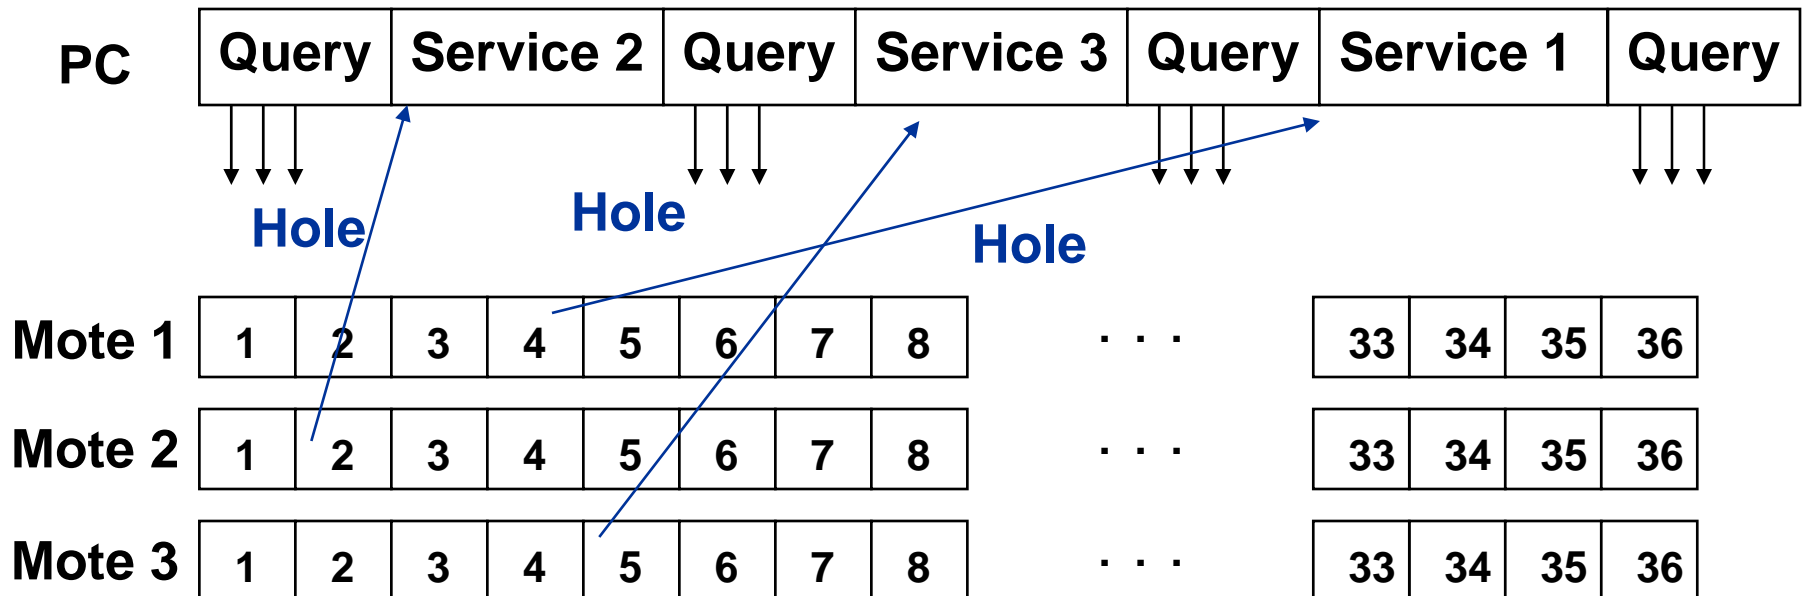 PC Query Service 2 Query Service 3 Query Service 1 Query
Hole Hole Hole
Mote 1 1 2 3 4 5 6 7 8 . . . 33 34 35 36
Mote 2 1 2 3 4 5 6 7 8 . . . 33 34 35 36
Mote 3 1 2 3 4 5 6 7 8 . . . 33 34 35 36